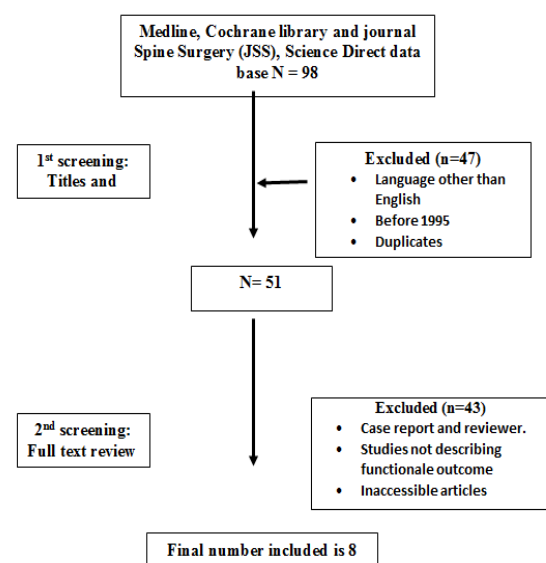 Medline, Cochrane library and journal
Spine Surgery (JSS), Science Direct data
base N = 98
1st screening:
Titles and
Excluded (n=47)
• Language other than
English
• Before 1995
• Duplicates
N= 51
2nd screening:
Full text review
Excluded (n=43)
• Case report and reviewer.
• Studies not describing
functionale outcome
• Inaccessible articles
Final number included is 8